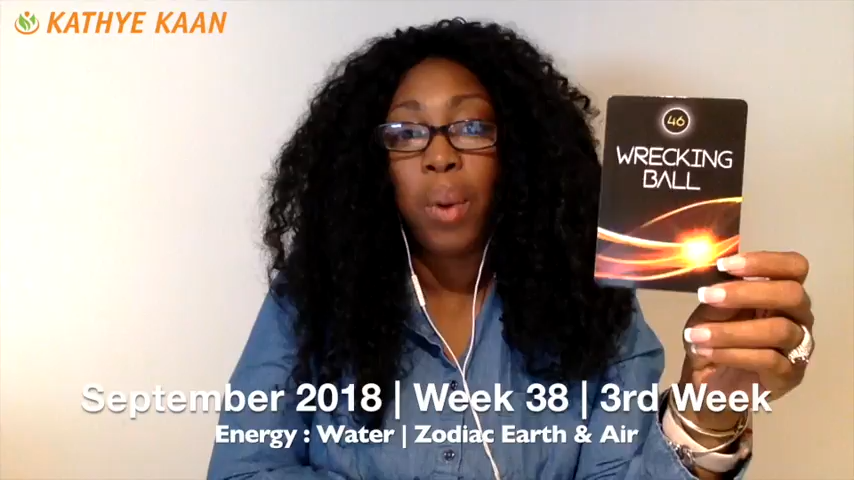 KATHYE KAAN
46
WRECKING
BALL
September 2018 | Week 38 | 3rd Week
Energy : Water | Zodiac Earth & Air